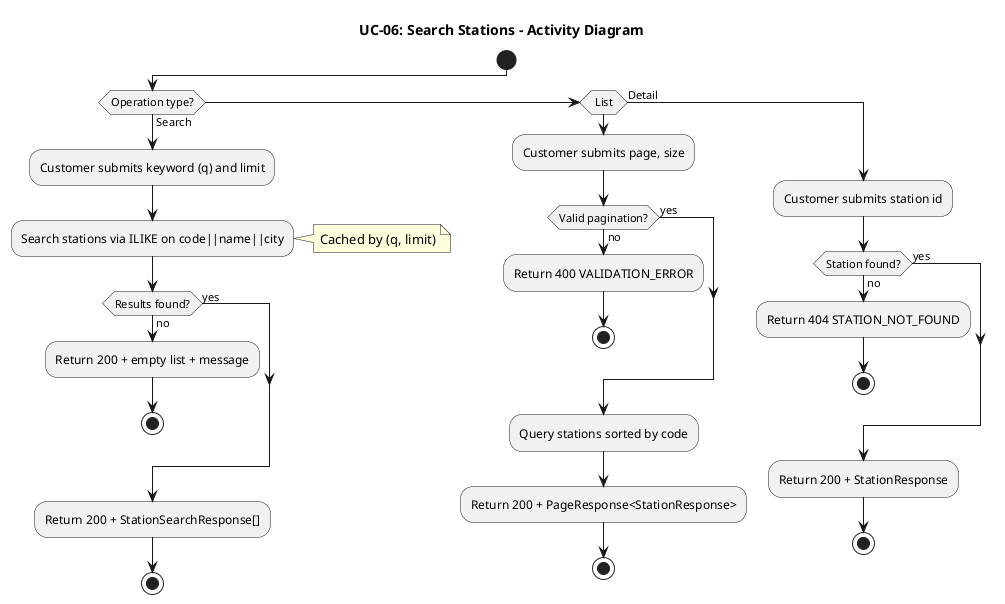 UC-06: Search Stations - Activity Diagram
Operation type?
Search
Customer submits keyword (q) and limit
Search stations via ILIKE on code||name||city
Cached by (q, limit)
Results found?
yes
no
Return 200 + empty list + message
Return 200 + StationSearchResponse[]
List
Detail
Customer submits page, size
Valid pagination?
yes
no
Return 400 VALIDATION_ERROR
Query stations sorted by code
Return 200 + PageResponse<StationResponse>
Customer submits station id
Station found?
yes
no
Return 404 STATION_NOT_FOUND
Return 200 + StationResponse